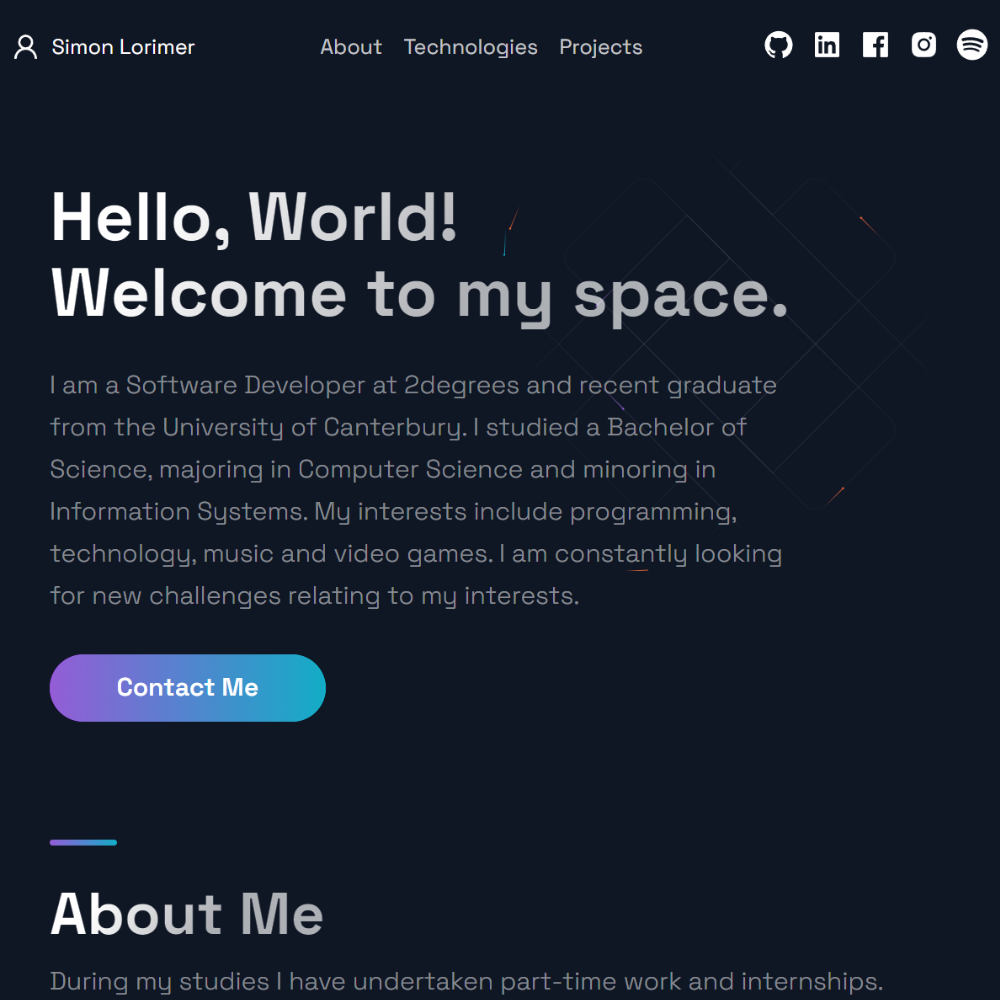 Simon Lorimer
About Technologies Projects
Hello, World!
Welcome to my space.
I am a Software Developer at 2degrees and recent graduate
from the University of Canterbury. I studied a Bachelor of
Science, majoring in Computer Science and minoring in
Information Systems. My interests include programming,
technology, music and video games. I am constantly looking
for new challenges relating to my interests.
Contact Me
About Me
During my studies I have undertaken part-time work and internships.